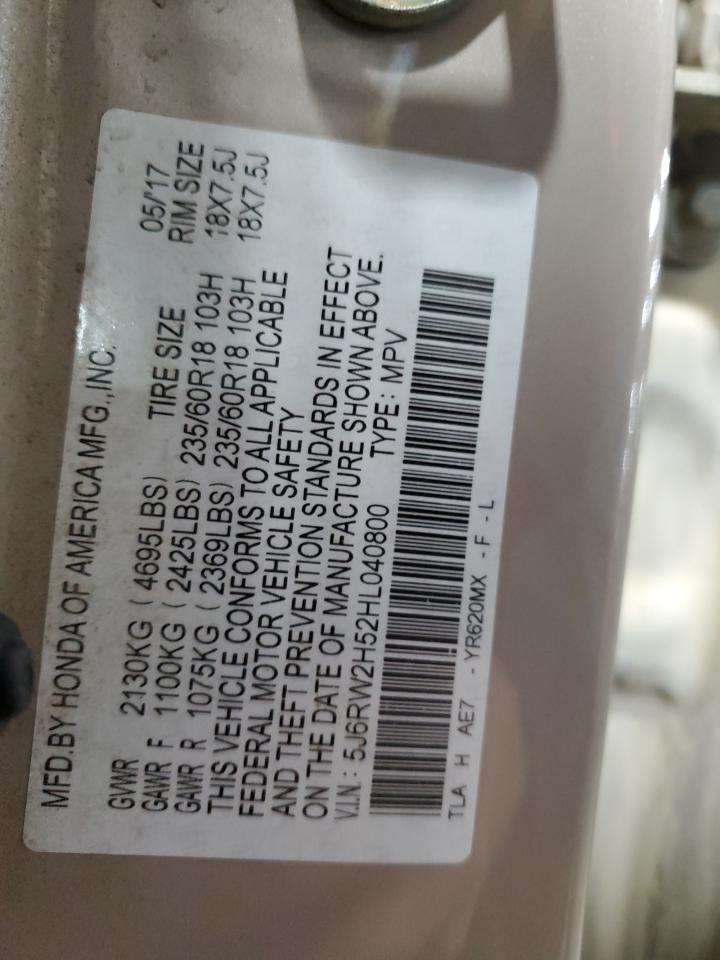 MFD.BY HONDA OF AMERICA MFG.,INC.
05/'17
GVWR 2130KG ( 4695LBS) TIRE SIZE RIM SIZE
GAWR F 1100KG ( 2425LBS) 235/60R18 103H 18X7.5J
GAWR R 1075KG ( 2369LBS) 235/60R18 103H 18X7.5J
THIS VEHICLE CONFORMS TO ALL APPLICABLE
FEDERAL MOTOR VEHICLE SAFETY
AND THEFT PREVENTION STANDARDS IN EFFECT
ON THE DATE OF MANUFACTURE SHOWN ABOVE.
V.I.N.: 5J6RW2H52HL040800 TYPE: MPV
TLA H AE7 - YR620MX - F - L